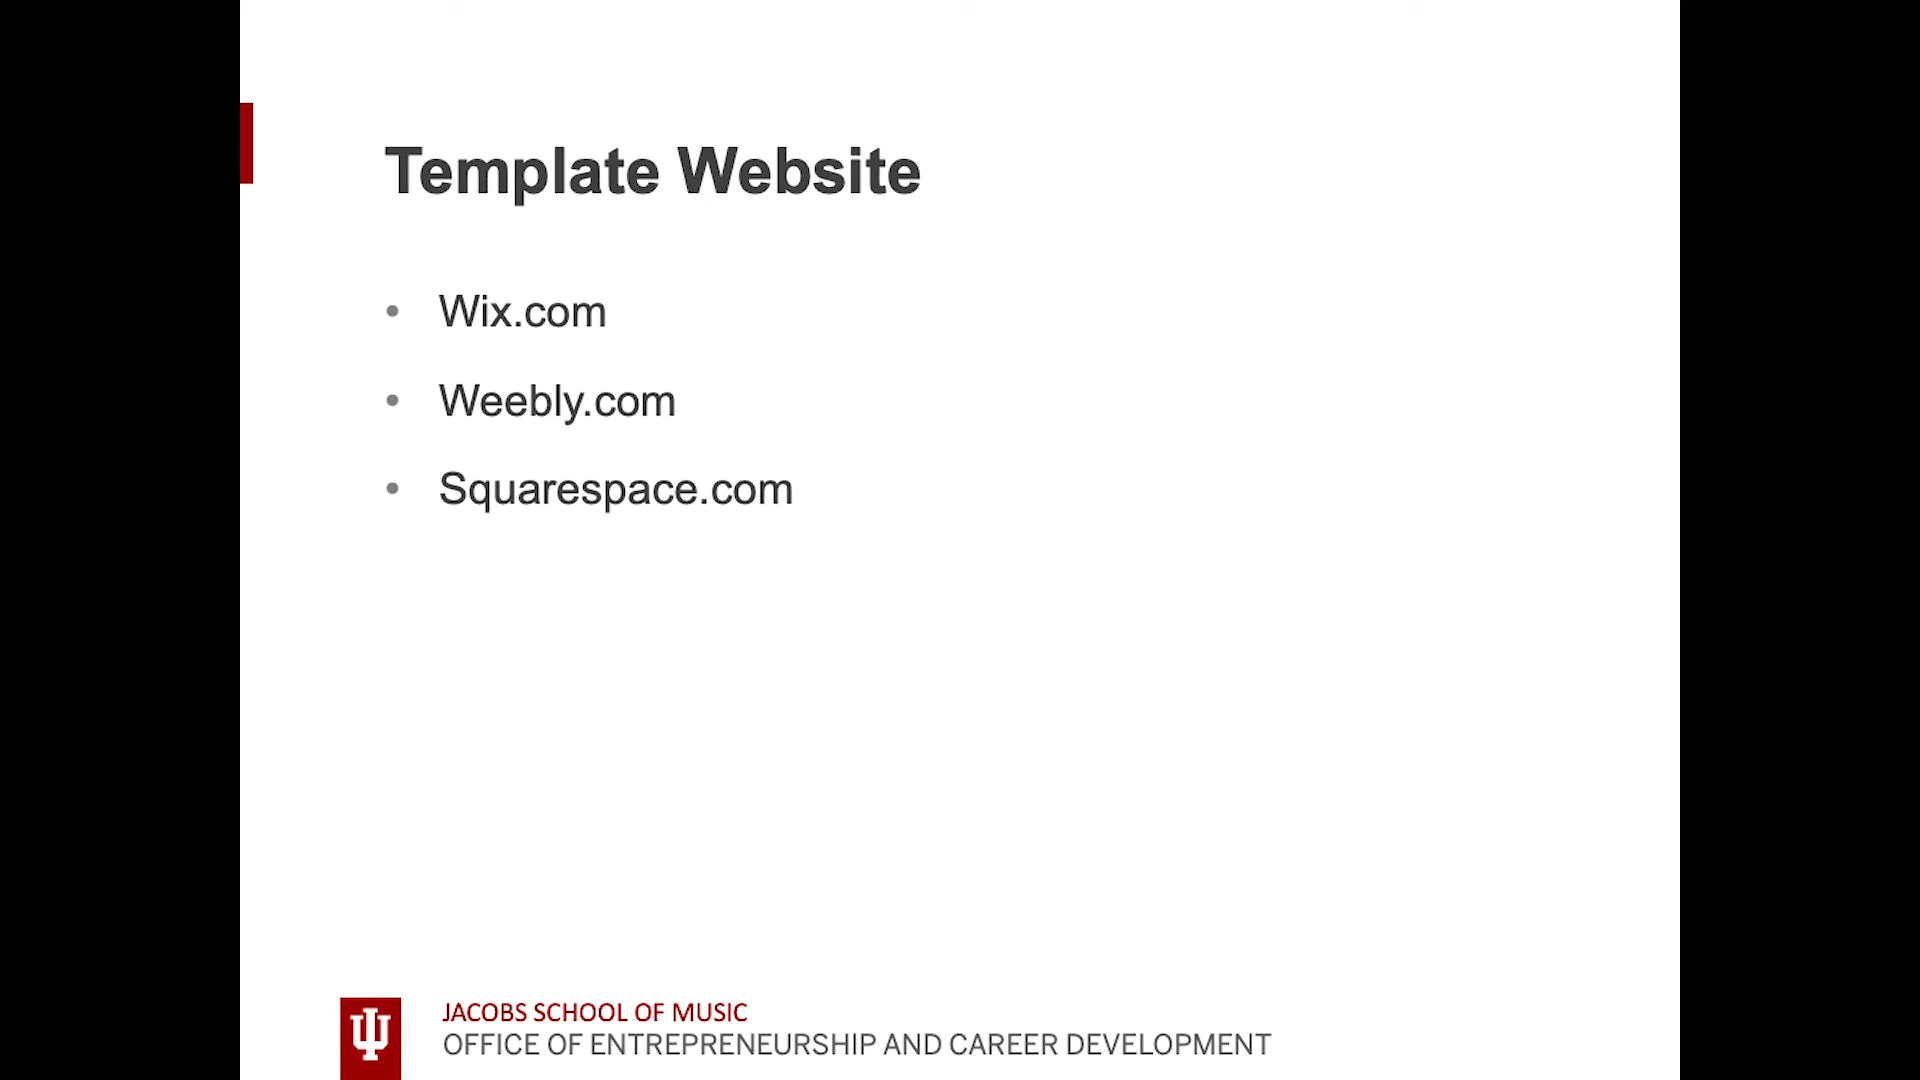 Template Website
• Wix.com
• Weebly.com
• Squarespace.com
JACOBS SCHOOL OF MUSIC
OFFICE OF ENTREPRENEURSHIP AND CAREER DEVELOPMENT